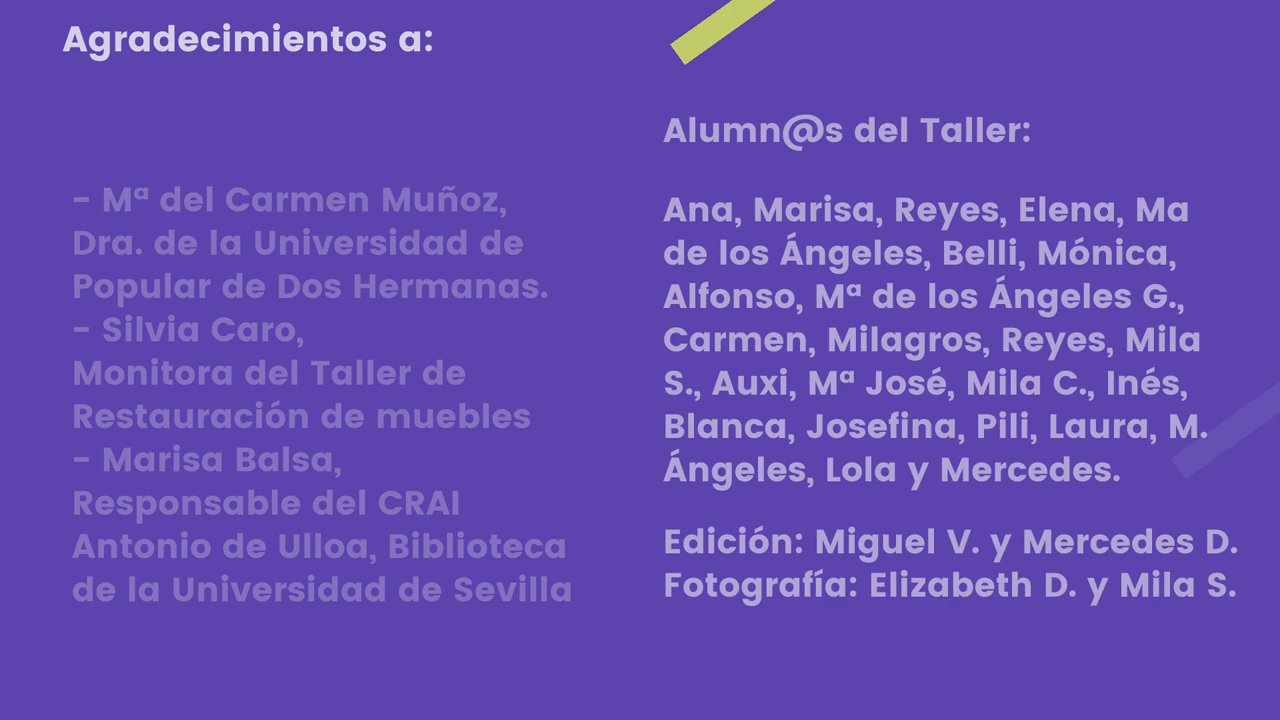 Agradecimientos a:
- Mª del Carmen Muñoz,
Dra. de la Universidad de
Popular de Dos Hermanas.
- Silvia Caro,
Monitora del Taller de
Restauración de muebles
- Marisa Balsa,
Responsable del CRAI
Antonio de Ulloa, Biblioteca
de la Universidad de Sevilla
Alumn@s del Taller:
Ana, Marisa, Reyes, Elena, Ma
de los Ángeles, Belli, Mónica,
Alfonso, Mª de los Ángeles G.,
Carmen, Milagros, Reyes, Mila
S., Auxi, Mª José, Mila C., Inés,
Blanca, Josefina, Pili, Laura, M.
Ángeles, Lola y Mercedes.
Edición: Miguel V. y Mercedes D.
Fotografía: Elizabeth D. y Mila S.